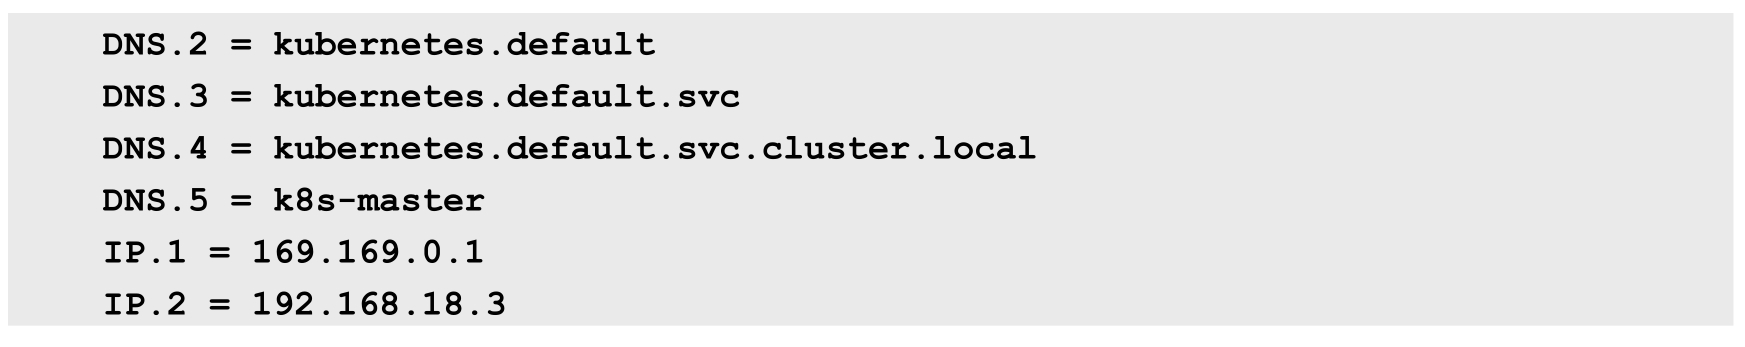 DNS.2 = kubernetes.default
DNS.3 = kubernetes.default.svc
DNS.4 = kubernetes.default.svc.cluster.local
DNS.5 = k8s-master
IP.1 = 169.169.0.1
IP.2 = 192.168.18.3